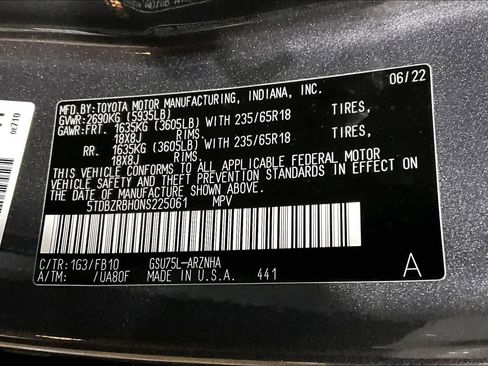 MFD.BY:TOYOTA MOTOR MANUFACTURING, INDIANA, INC. 06/22
GVWR:2690KG (5935LB)
GAWR:FRT. 1635KG (3605LB) WITH 235/65R18 TIRES,
18X8J RIMS.
RR. 1635KG (3605LB) WITH 235/65R18 TIRES,
18X8J RIMS.
THIS VEHICLE CONFORMS TO ALL APPLICABLE FEDERAL MOTOR
VEHICLE SAFETY AND THEFT PREVENTION STANDARDS IN EFFECT ON
THE DATE OF MANUFACTURE SHOWN ABOVE.
5TDBZRBH0NS225061 MPV
C/TR:1G3/FB10 GSU75L-ARZNHA
A/TM: /UA80F MADE IN U.S.A. 441 A
0E710